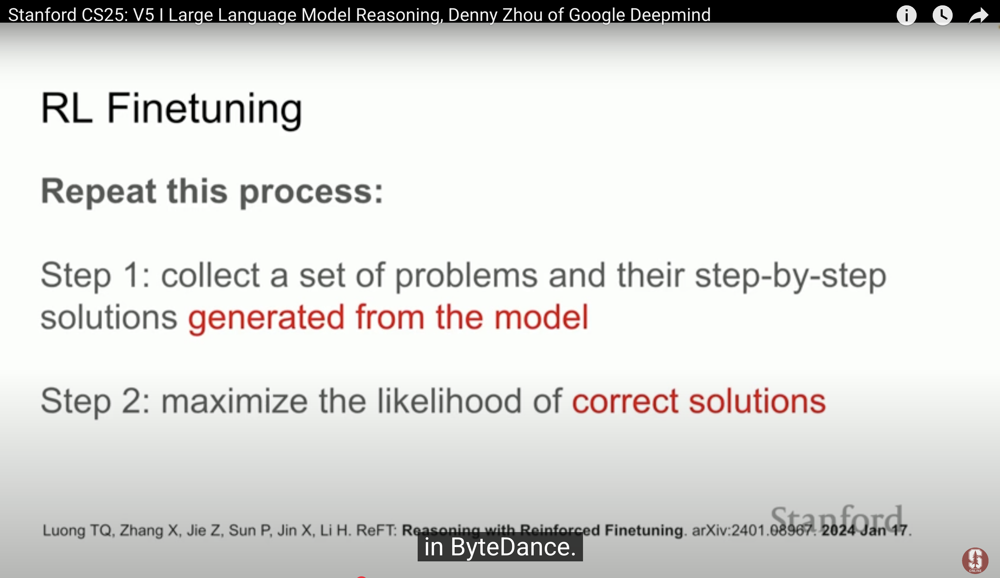 Stanford CS25: V5 I Large Language Model Reasoning, Denny Zhou of Google Deepmind
RL Finetuning
Repeat this process:
Step 1: collect a set of problems and their step-by-step
solutions generated from the model
Step 2: maximize the likelihood of correct solutions
Stanford
Luong TQ, Zhang X, Jie Z, Sun P, Jin X, Li H. ReFT: Reasoning with Reinforced Finetuning. arXiv:2401.08967. 2024 Jan 17.
in ByteDance.
S
ONLINE